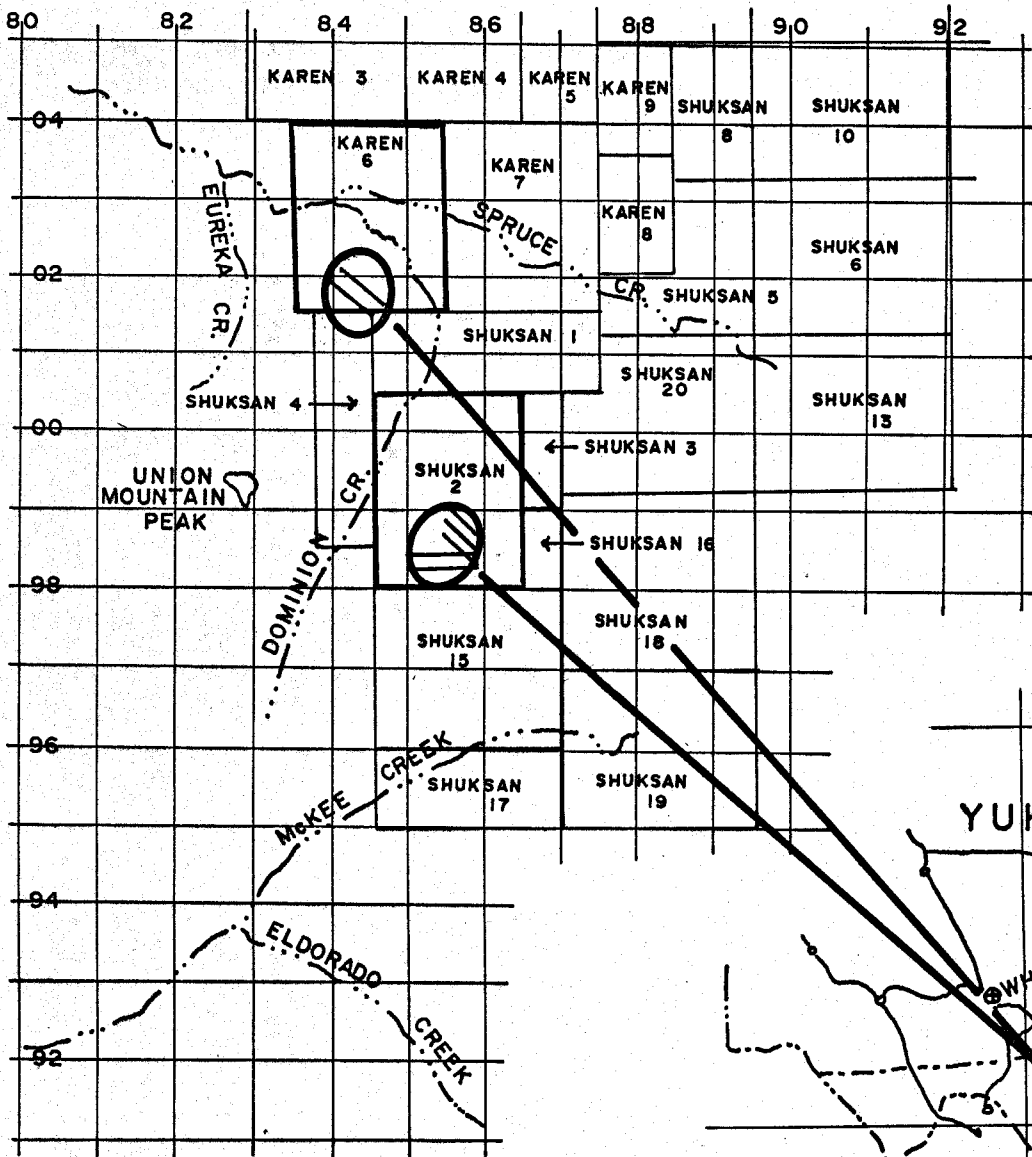 80 82 84 86 88 90 92
KAREN 3
KAREN 4
KAREN
5
KAREN
9
SHUKSAN
8
SHUKSAN
10
04
KAREN
6
KAREN
7
EUREKA CR.
SPRUCE CR.
KAREN
8
SHUKSAN
6
02
SHUKSAN 5
SHUKSAN 1
SHUKSAN
20
SHUKSAN 4
SHUKSAN
13
00
SHUKSAN 3
UNION
MOUNTAIN
PEAK
SHUKSAN
2
DOMINION CR.
SHUKSAN 16
98
SHUKSAN
15
SHUKSAN
18
96
McKEE CREEK
SHUKSAN
17
SHUKSAN
19
YU
94
ELDORADO CREEK
WH
92